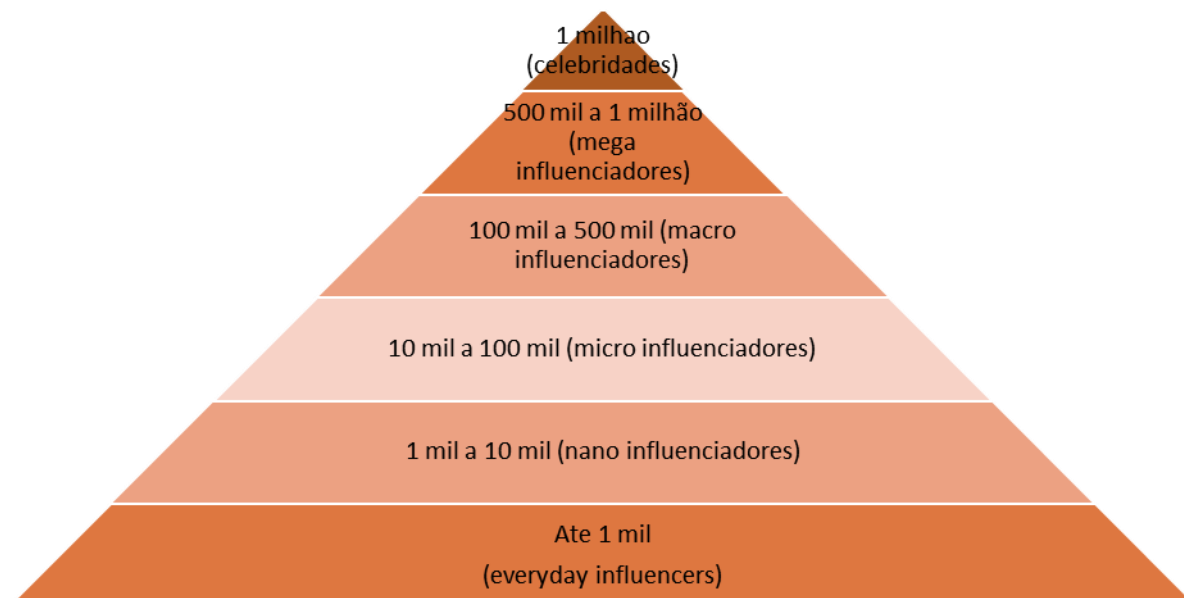 1 milhao
(celebridades)
500 mil a 1 milhão
(mega
influenciadores)
100 mil a 500 mil (macro
influenciadores)
10 mil a 100 mil (micro influenciadores)
1 mil a 10 mil (nano influenciadores)
Ate 1 mil
(everyday influencers)